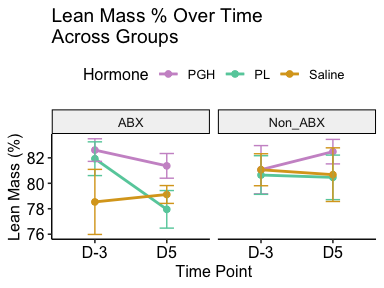 Lean Mass % Over Time
Across Groups
Hormone PGH PL Saline
ABX Non_ABX
Lean Mass (%)
82
80
78
76
D-3 D5 D-3 D5
Time Point